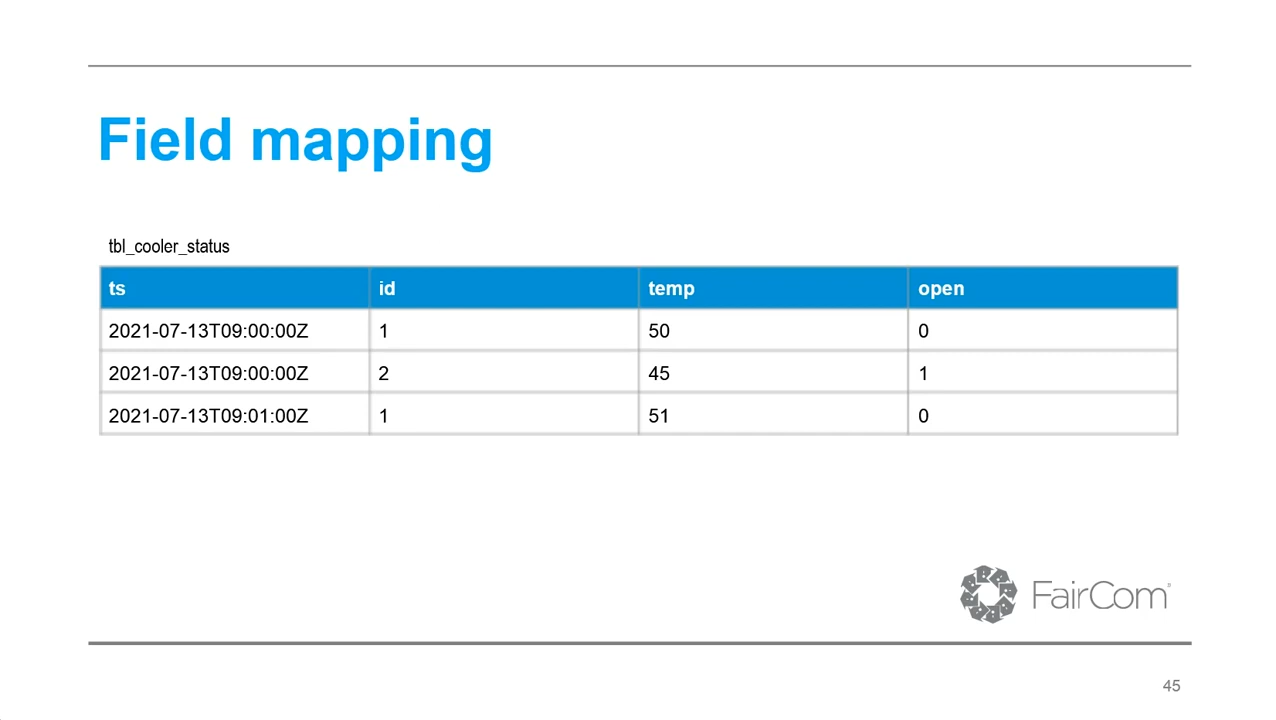 Field mapping
tbl_cooler_status
ts id temp open
2021-07-13T09:00:00Z 1 50 0
2021-07-13T09:00:00Z 2 45 1
2021-07-13T09:01:00Z 1 51 0
FairCom®
45